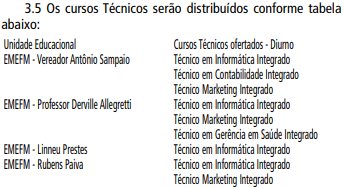 3.5 Os cursos Técnicos serão distribuídos conforme tabela
abaixo:
Unidade Educacional Cursos Técnicos ofertados - Diurno
EMEFM - Vereador Antônio Sampaio Técnico em Informática Integrado
Técnico em Contabilidade Integrado
Técnico Marketing Integrado
EMEFM - Professor Derville Allegretti Técnico em Informática Integrado
Técnico Marketing Integrado
Técnico em Gerência em Saúde Integrado
EMEFM - Linneu Prestes Técnico em Informática Integrado
EMEFM - Rubens Paiva Técnico em Informática Integrado
Técnico Marketing Integrado